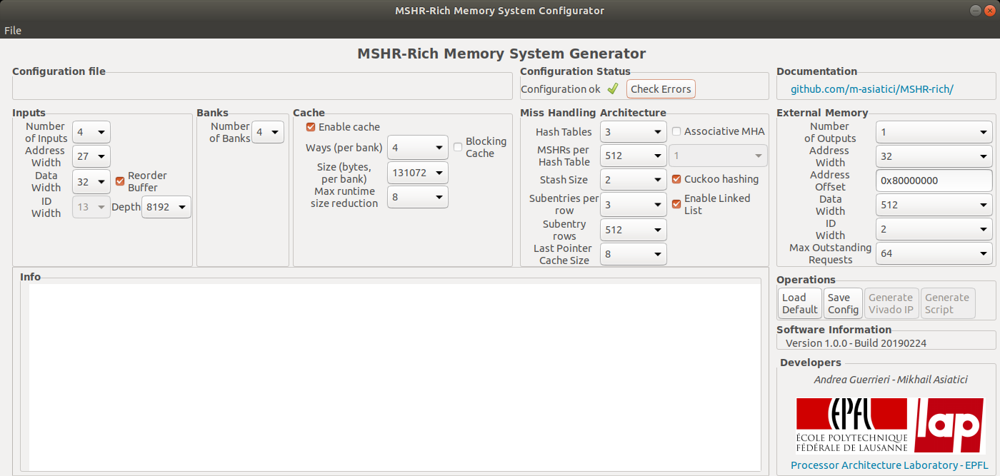 MSHR-Rich Memory System Configurator
File
MSHR-Rich Memory System Generator
Configuration file
Configuration Status
Configuration ok
Check Errors
Documentation
github.com/m-asiatici/MSHR-rich/
Inputs
Number
of Inputs
4
Address
Width
27
Data
Width
32
Reorder
Buffer
ID
Width
13
Depth
8192
Banks
Number
of Banks
4
Cache
Enable cache
Ways (per bank)
4
Blocking
Cache
Size (bytes,
per bank)
131072
Max runtime
size reduction
8
Miss Handling Architecture
Hash Tables
3
Associative MHA
MSHRs per
Hash Table
512
1
Stash Size
2
Cuckoo hashing
Subentries per
row
3
Enable Linked
List
Subentry
rows
512
Last Pointer
Cache Size
8
External Memory
Number
of Outputs
1
Address
Width
32
Address
Offset
0x80000000
Data
Width
512
ID
Width
2
Max Outstanding
Requests
64
Info
Operations
Load
Default
Save
Config
Generate
Vivado IP
Generate
Script
Software Information
Version 1.0.0 - Build 20190224
Developers
Andrea Guerrieri - Mikhail Asiatici
EPFL
ÉCOLE POLYTECHNIQUE
FÉDÉRALE DE LAUSANNE
lap
Processor Architecture Laboratory - EPFL